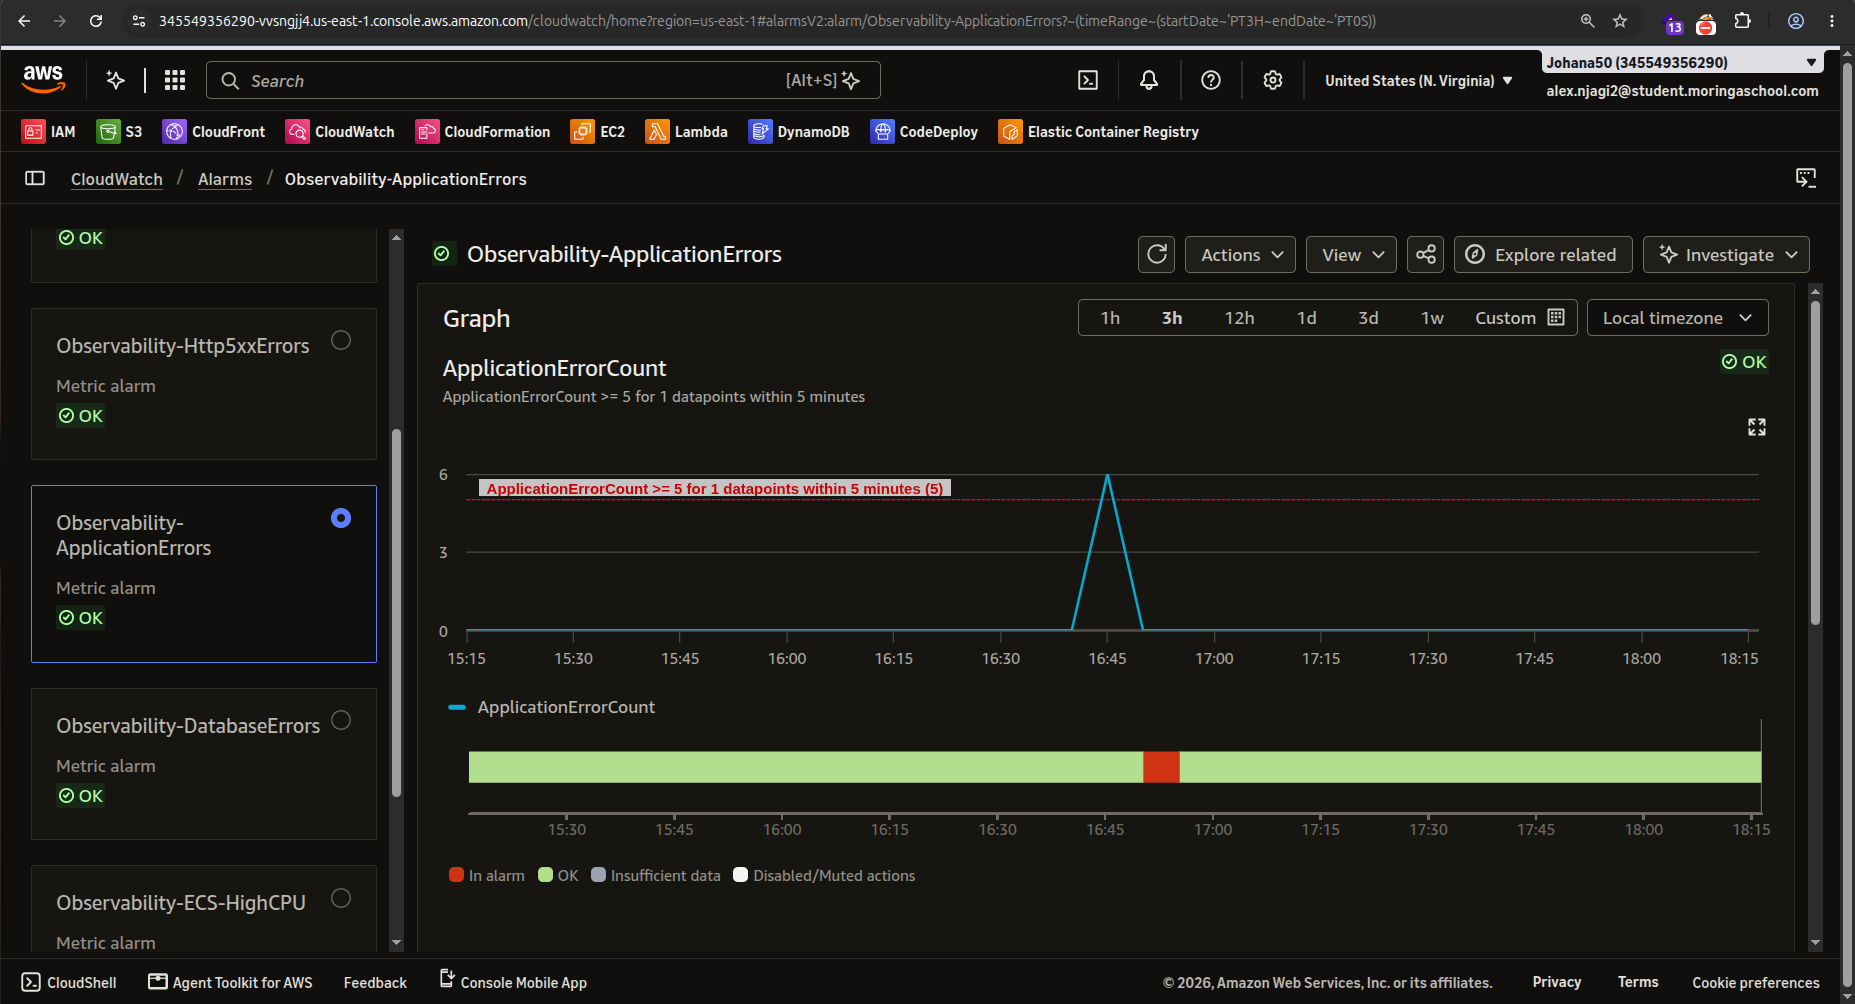 345549356290-vvsngjj4.us-east-1.console.aws.amazon.com/cloudwatch/home?region=us-east-1#alarmsV2:alarm/Observability-ApplicationErrors?~(timeRange~(startDate~'PT3H~endDate~'PT0S))
13
aws
Search
[Alt+S]
United States (N. Virginia)
Johana50 (345549356290)
alex.njagi2@student.moringaschool.com
IAM
S3
CloudFront
CloudWatch
CloudFormation
EC2
Lambda
DynamoDB
CodeDeploy
Elastic Container Registry
CloudWatch / Alarms / Observability-ApplicationErrors
OK
Observability-Http5xxErrors
Metric alarm
OK
Observability-
ApplicationErrors
Metric alarm
OK
Observability-DatabaseErrors
Metric alarm
OK
Observability-ECS-HighCPU
Metric alarm
Observability-ApplicationErrors
Actions
View
Explore related
Investigate
Graph
1h
3h
12h
1d
3d
1w
Custom
Local timezone
ApplicationErrorCount
OK
ApplicationErrorCount >= 5 for 1 datapoints within 5 minutes
6
ApplicationErrorCount >= 5 for 1 datapoints within 5 minutes (5)
3
0
15:15 15:30 15:45 16:00 16:15 16:30 16:45 17:00 17:15 17:30 17:45 18:00 18:15
ApplicationErrorCount
15:30 15:45 16:00 16:15 16:30 16:45 17:00 17:15 17:30 17:45 18:00 18:15
In alarm
OK
Insufficient data
Disabled/Muted actions
CloudShell
Agent Toolkit for AWS
Feedback
Console Mobile App
© 2026, Amazon Web Services, Inc. or its affiliates.
Privacy
Terms
Cookie preferences